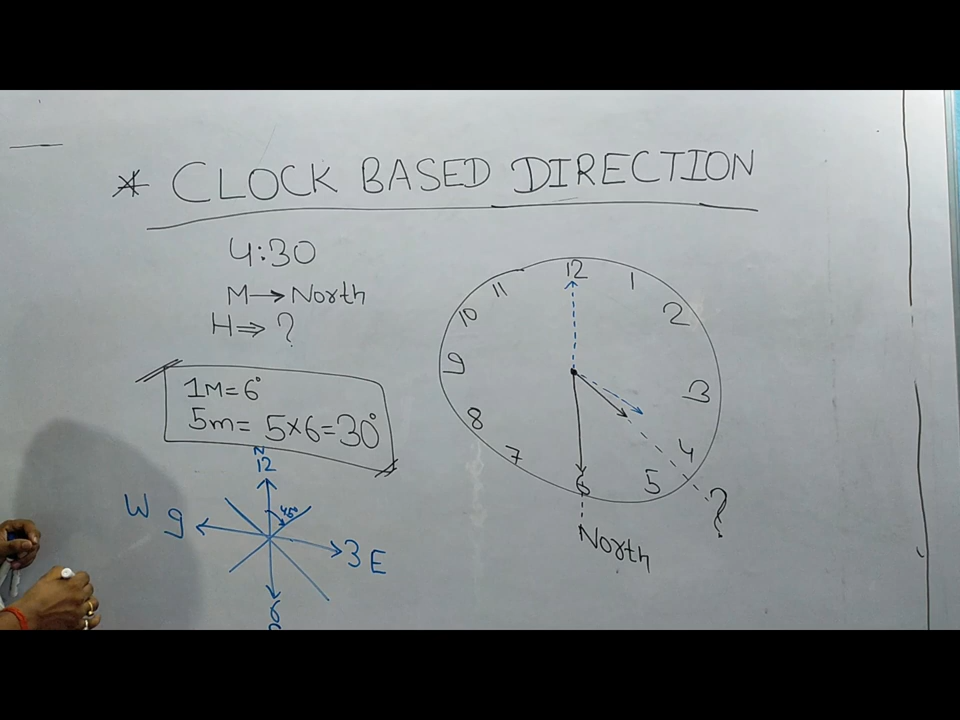 * CLOCK BASED DIRECTION
4:30
M → North
H ⇒ ?
1M = 6°
5m = 5×6 = 30°
N
12
W 9
45°
3 E
6
12
1
2
3
4
5
6
7
8
9
10
11
?
North